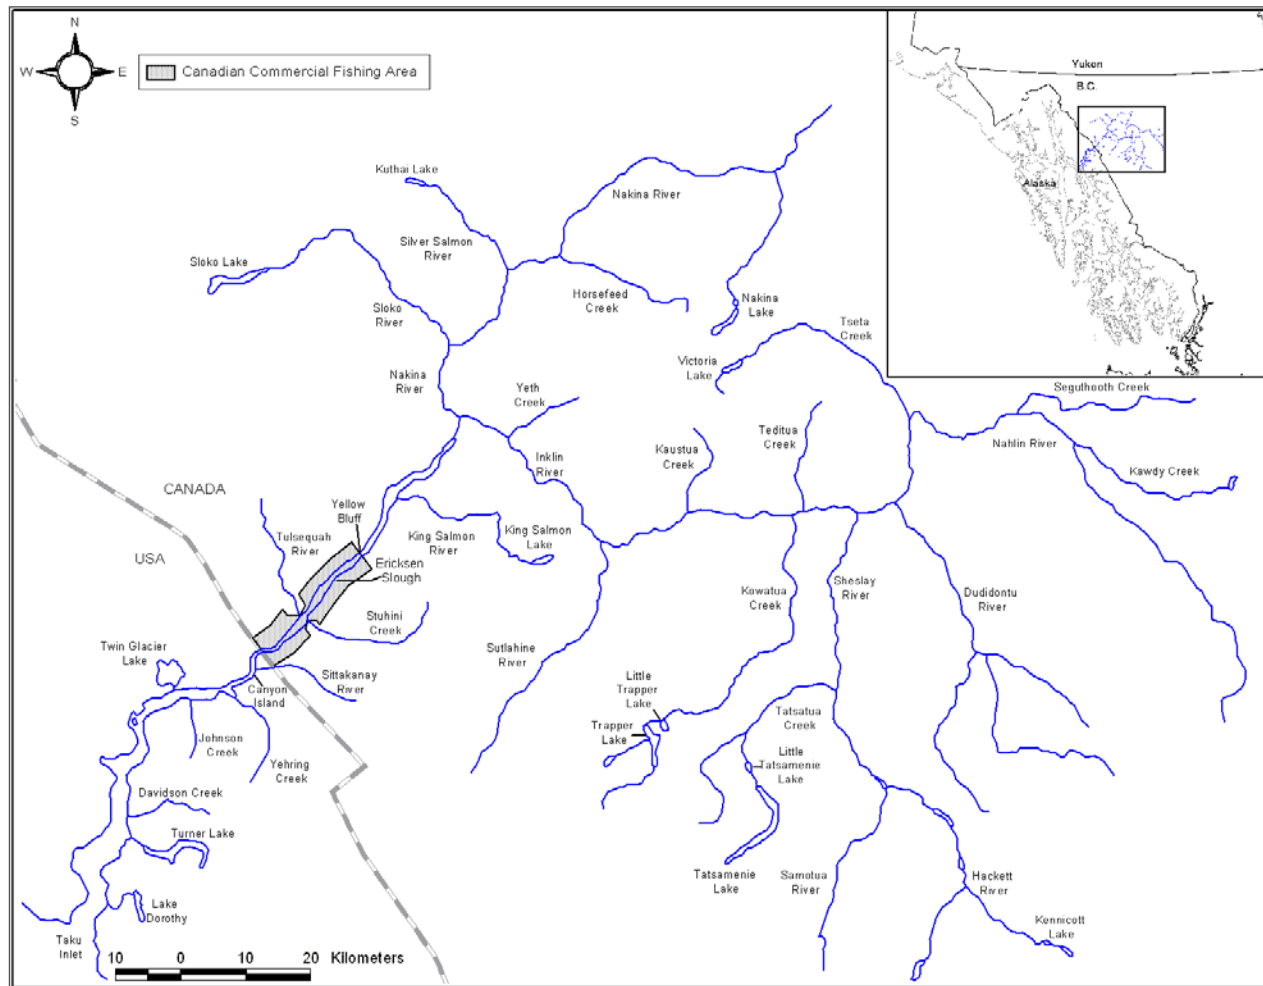 N
W
E
S
Canadian Commercial Fishing Area
Yukon
B.C.
Alaska
Kuthai Lake
Nakina River
Silver Salmon
River
Sloko Lake
Horsefeed
Creek
Nakina
Lake
Sloko
River
Tseta
Creek
Victoria
Lake
Nakina
River
Yeth
Creek
Seguthooth Creek
Teditua
Creek
Kaustua
Creek
Nahlin River
Inklin
River
Kawdy Creek
CANADA
Yellow
Bluff
Tulsequah
River
King Salmon
River
King Salmon
Lake
USA
Ericksen
Slough
Kowatua
Creek
Sheslay
River
Dudidontu
River
Stuhini
Creek
Twin Glacier
Lake
Sutlahine
River
Sittakanay
River
Canyon
Island
Little
Trapper
Lake
Trapper
Lake
Tatsatua
Creek
Johnson
Creek
Yehring
Creek
Little
Tatsamenie
Lake
Davidson Creek
Turner Lake
Tatsamenie
Lake
Samotua
River
Hackett
River
Lake
Dorothy
Kennicott
Lake
Taku
Inlet
10 0 10 20 Kilometers